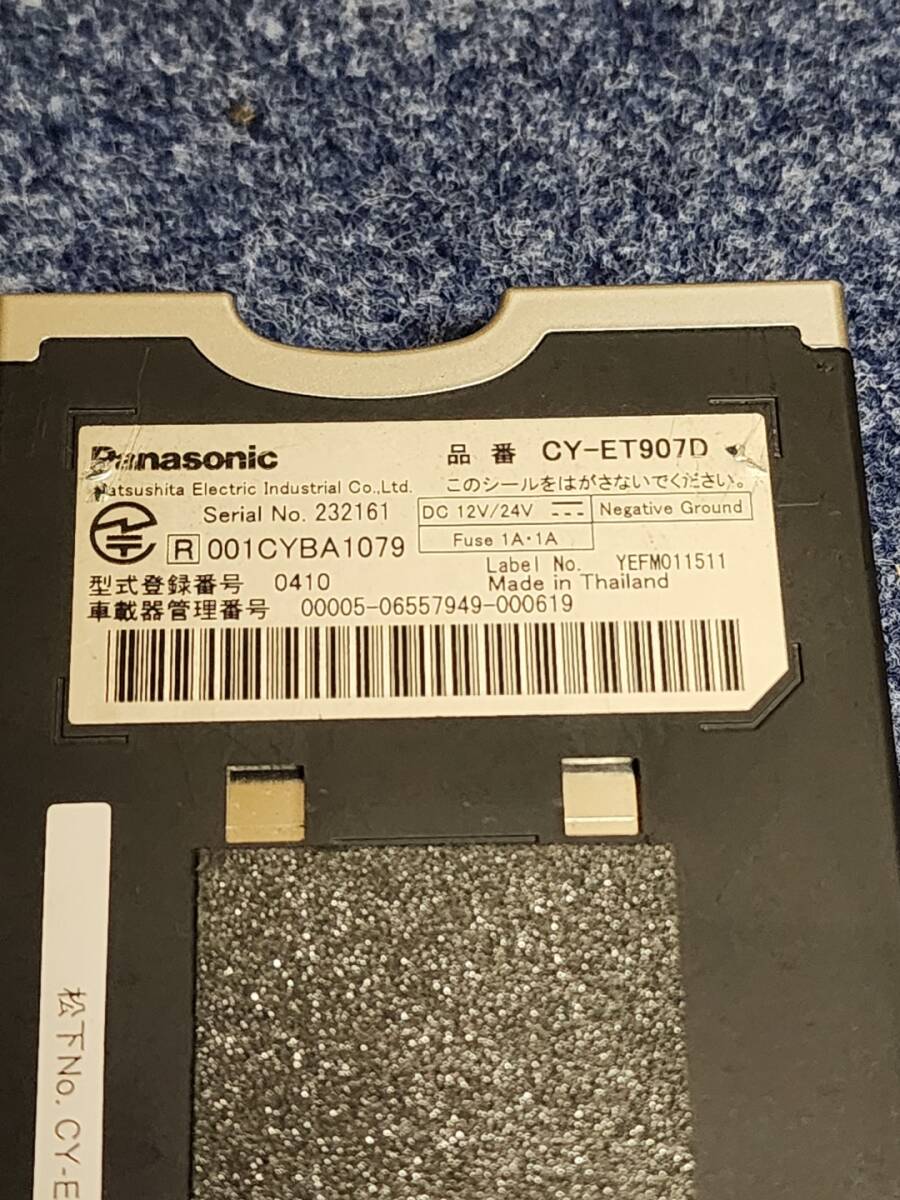 Panasonic
品番 CY-ET907D
Matsushita Electric Industrial Co.,Ltd.
このシールをはがさないでください。
Serial No. 232161
DC 12V/24V
Negative Ground
Fuse 1A・1A
R 001CYBA1079
Label No. YEFM011511
型式登録番号 0410
Made in Thailand
車載器管理番号 00005-06557949-000619
松下No. CY-E